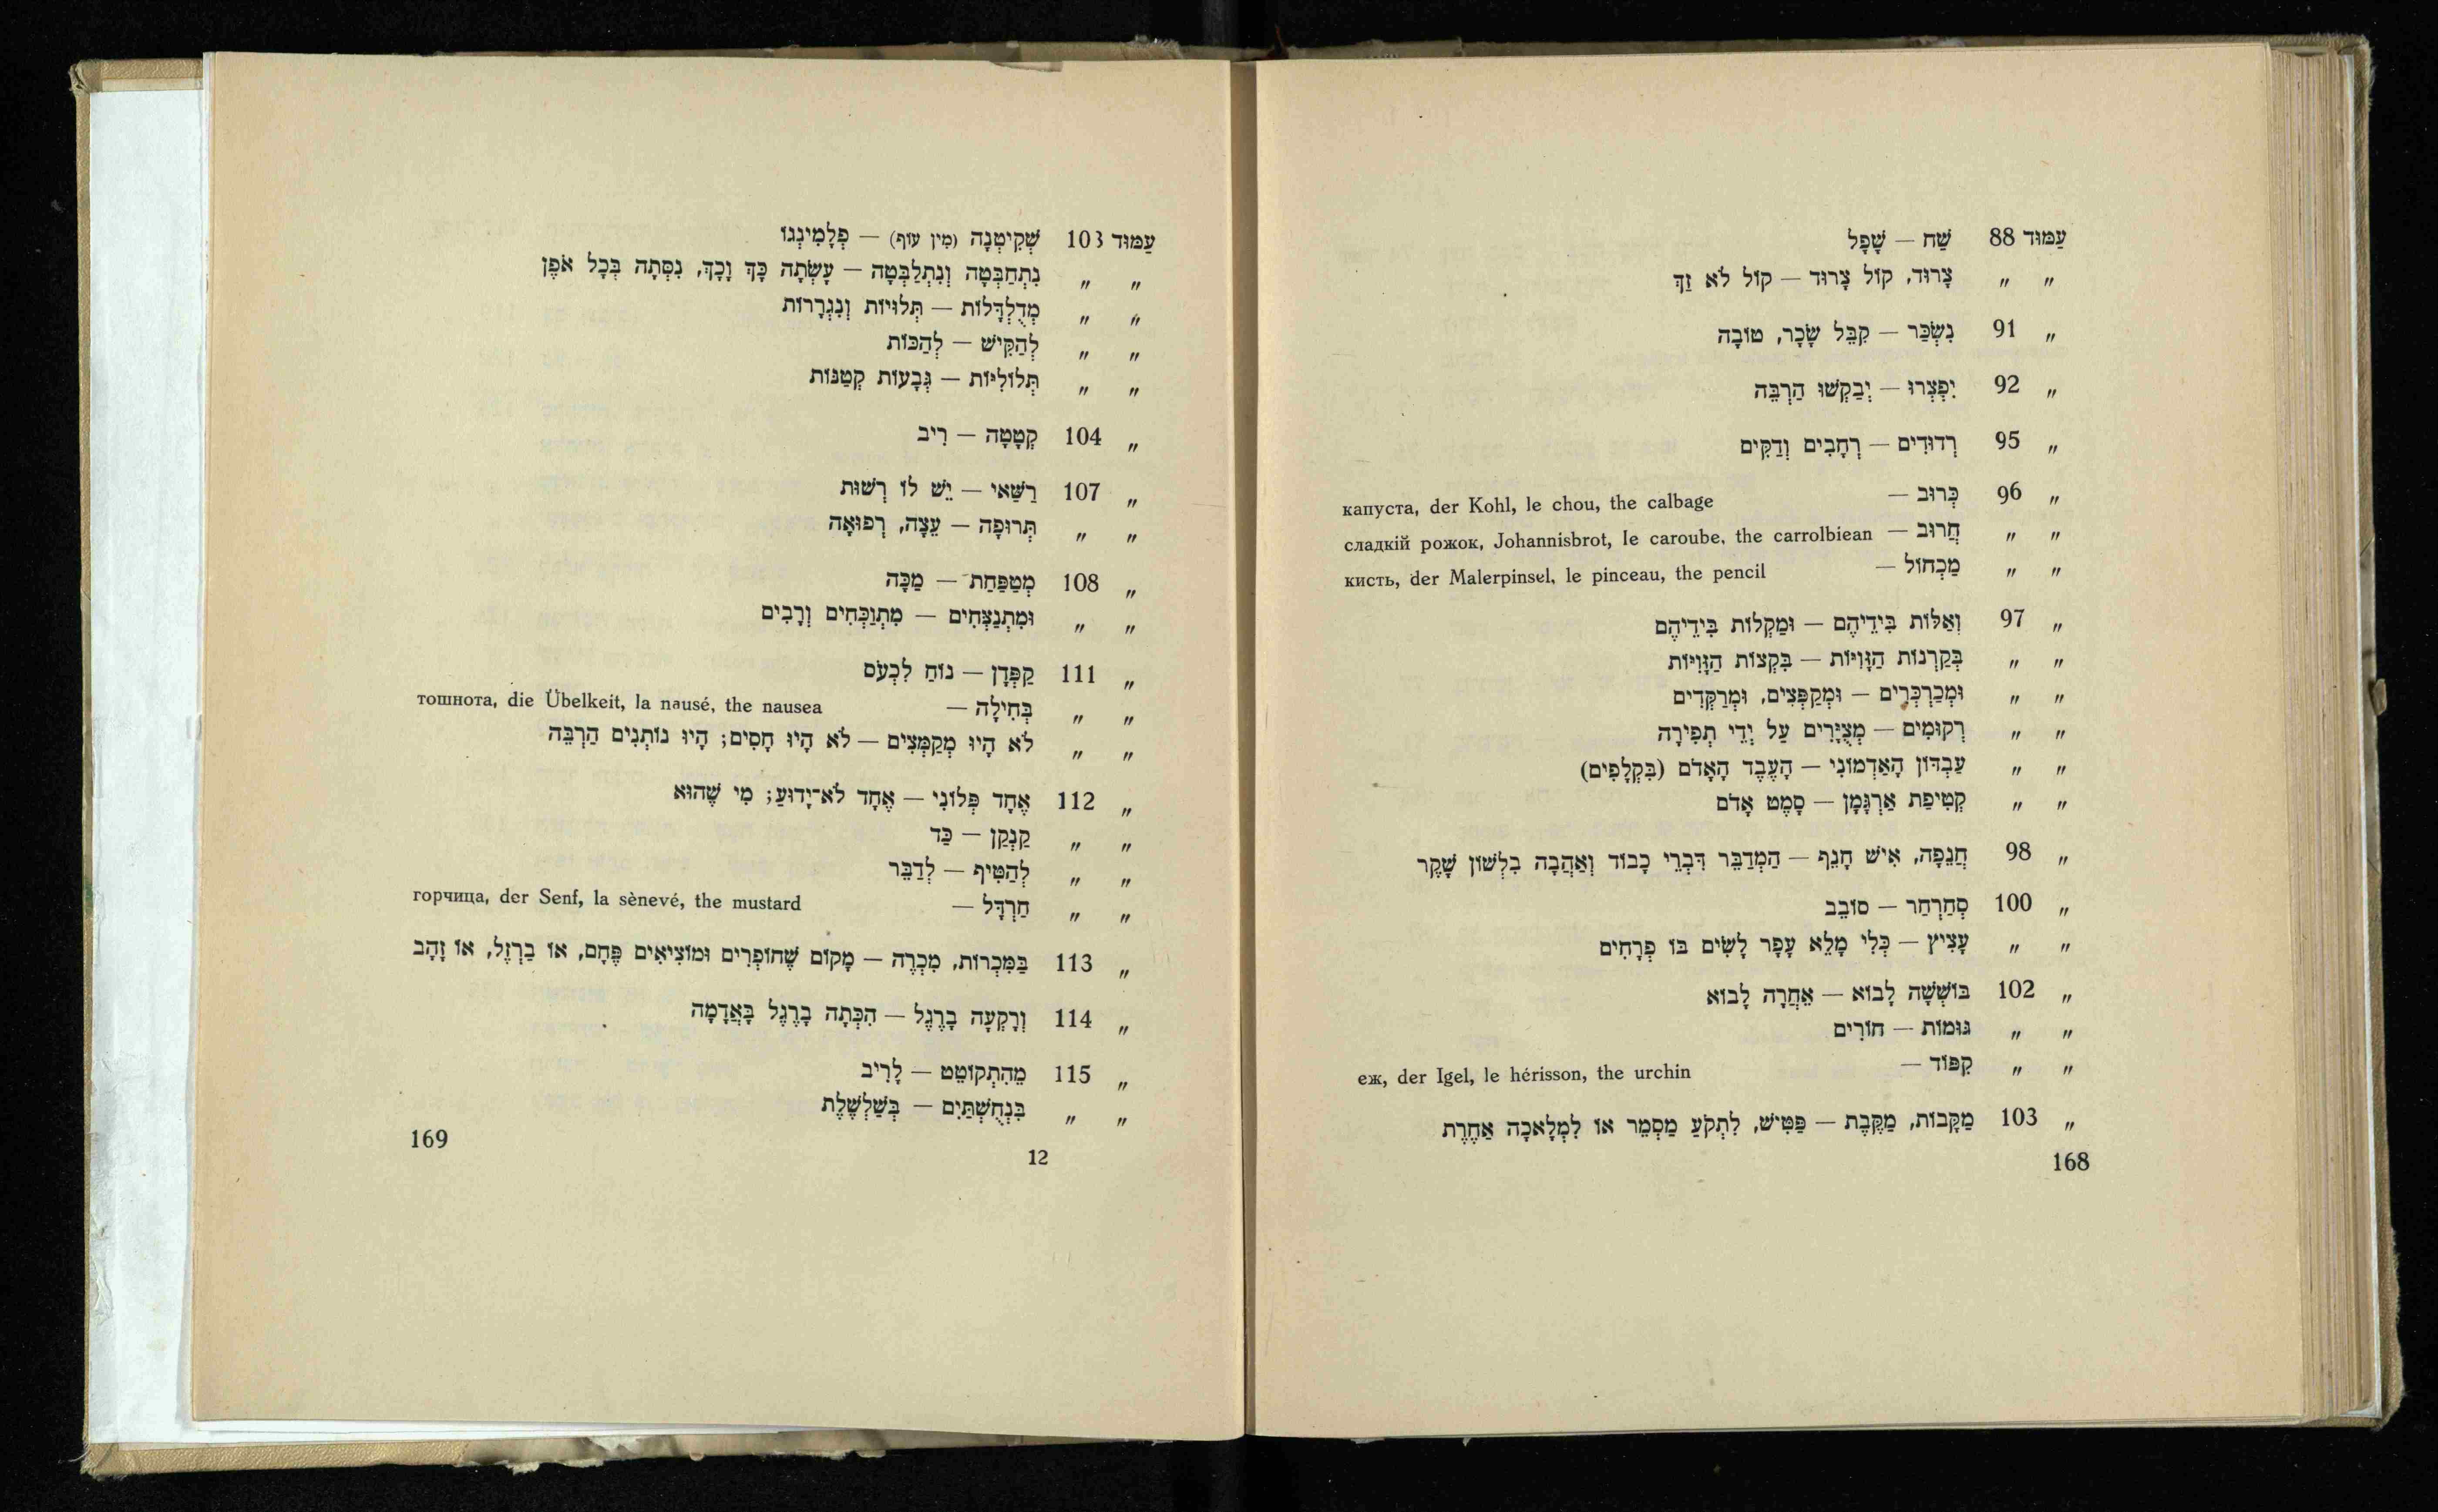 עַמּוּד 88 שַׁח — שָׁפָל
„ „ צָרוּד, קוֹל צָרוּד — קוֹל לֹא זַךְ
„ 91 נִשְׂכַּר — קִבֵּל שָׂכָר, טוֹבָה
„ 92 יִפְצְרוּ — יְבַקְשׁוּ הַרְבֵּה
„ 95 רְדוּדִים — רְחָבִים וְדַקִּים
„ 96 כְּרוּב — капуста, der Kohl, le chou, the calbage
„ „ חֲרוּב — сладкій рожок, Johannisbrot, le caroube, the carrolbiean
„ „ מַכְחוֹל — кисть, der Malerpinsel, le pinceau, the pencil
„ 97 וְאַלּוֹת בִּידֵיהֶם — וּמַקְלוֹת בִּידֵיהֶם
„ „ בְּקַרְנוֹת הַזָּוִיּוֹת — בִּקְצוֹת הַזָּוִיּוֹת
„ „ וּמְכַרְכְּרִים — וּמְקַפְּצִים, וּמְרַקְּדִים
„ „ רְקוּמִים — מְצֻיָּרִים עַל יְדֵי תְפִירָה
„ „ עַבְדּוֹן הָאַדְמוֹנִי — הָעֶבֶד הָאָדֹם (בִּקְלָפִים)
„ „ קְטִיפַת אַרְגָּמָן — סָמֶט אָדֹם
„ 98 חֲנֵפָה, אִישׁ חָנֵף — הַמְדַבֵּר דִּבְרֵי כָבוֹד וְאַהֲבָה בִלְשׁוֹן שָׁקֶר
„ 100 סְחַרְחַר — סוֹבֵב
„ „ עָצִיץ — כְּלִי מָלֵא עָפָר לָשִׂים בּוֹ פְרָחִים
„ 102 בּוֹשְׁשָׁה לָבוֹא — אֵחֲרָה לָבוֹא
„ „ גּוּמוֹת — חוֹרִים
„ „ קִפּוֹד — еж, der Igel, le hérisson, the urchin
„ 103 מַקָּבוֹת, מַקֶּבֶת — פַּטִּישׁ, לִתְקֹעַ מַסְמֵר אוֹ לִמְלָאכָה אַחֶרֶת
168
עַמּוּד 103 שְׁקִיטְנָה (מִין עוֹף) — פְלָמִינְגוֹ
„ „ נִתְחַבְּטָה וְנִתְלַבְּטָה — עָשְׂתָה כָּךְ וָכָךְ, נִסְּתָה בְּכָל אֹפֶן
„ „ מְדֻלְדָּלוֹת — תְּלוּיוֹת וְנִגְרָרוֹת
„ „ לְהַקִּישׁ — לְהַכּוֹת
„ „ תְּלוּלִיּוֹת — גְּבָעוֹת קְטַנּוֹת
„ 104 קְטָטָה — רִיב
„ 107 רַשַּׁאי — יֵשׁ לוֹ רְשׁוּת
„ „ תְּרוּפָה — עֵצָה, רְפוּאָה
„ 108 מְטַפַּחַת — מַכָּה
„ „ וּמִתְנַצְּחִים — מִתְוַכְּחִים וְרָבִים
„ 111 קַפְּדָן — נוֹחַ לִכְעֹס
„ „ בְּחִילָה — тошнота, die Übelkeit, la nausé, the nausea
„ „ לֹא הָיוּ מְקַמְּצִים — לֹא הָיוּ חָסִים; הָיוּ נוֹתְנִים הַרְבֵּה
„ 112 אֶחָד פְּלוֹנִי — אֶחָד לֹא־יָדוּעַ; מִי שֶׁהוּא
„ „ קַנְקַן — כַּד
„ „ לְהַטִּיף — לְדַבֵּר
„ „ חַרְדָּל — горчица, der Senf, la sènevé, the mustard
„ 113 בַּמִּכְרוֹת, מִכְרֶה — מָקוֹם שֶׁחוֹפְרִים וּמוֹצִיאִים פֶּחָם, אוֹ בַרְזֶל, אוֹ זָהָב
„ 114 וְרָקְעָה בָרֶגֶל — הִכְּתָה בָרֶגֶל בָּאֲדָמָה
„ 115 מֵהִתְקוֹטֵט — לָרִיב
„ „ בִּנְחֻשְׁתַּיִם — בְּשַׁלְשֶׁלֶת
169
12